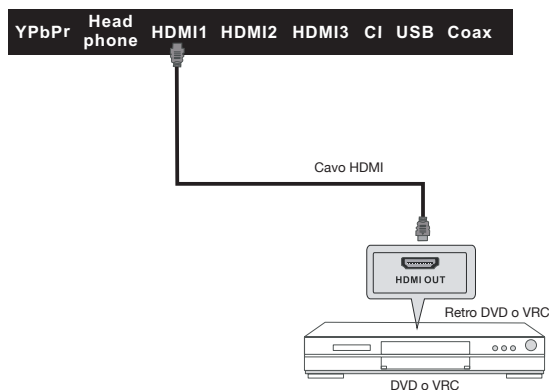 YPbPr Head phone HDMI1 HDMI2 HDMI3 CI USB Coax
Cavo HDMI
HDMI OUT
Retro DVD o VRC
DVD o VRC